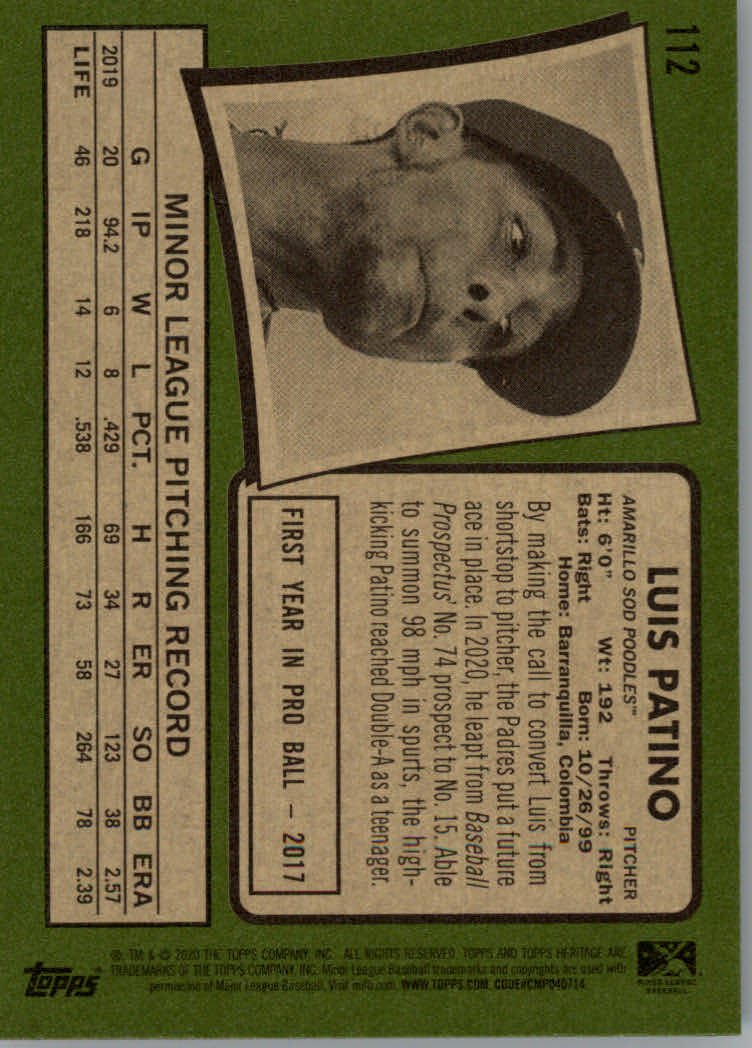 112
LUIS PATINO
AMARILLO SOD POODLES™ PITCHER
Ht: 6'0" Wt: 192 Throws: Right
Bats: Right Born: 10/26/99
Home: Barranquilla, Colombia
By making the call to convert Luis from
shortstop to pitcher, the Padres put a future
ace in place. In 2020, he leapt from Baseball
Prospectus' No. 74 prospect to No. 15. Able
to summon 98 mph in spurts, the high-
kicking Patino reached Double-A as a teenager.
FIRST YEAR IN PRO BALL – 2017
MINOR LEAGUE PITCHING RECORD
G IP W L PCT. H R ER SO BB ERA
2019 20 94.2 6 8 .429 69 34 27 123 38 2.57
LIFE 46 218 14 12 .538 166 73 58 264 78 2.39
MINOR LEAGUE
BASEBALL
®, TM & © 2020 THE TOPPS COMPANY, INC. ALL RIGHTS RESERVED. TOPPS AND TOPPS HERITAGE ARE
TRADEMARKS OF THE TOPPS COMPANY, INC. Minor League Baseball trademarks and copyrights are used with
permission of Major League Baseball. Visit milb.com. WWW.TOPPS.COM. CODE#CMP040714
topps